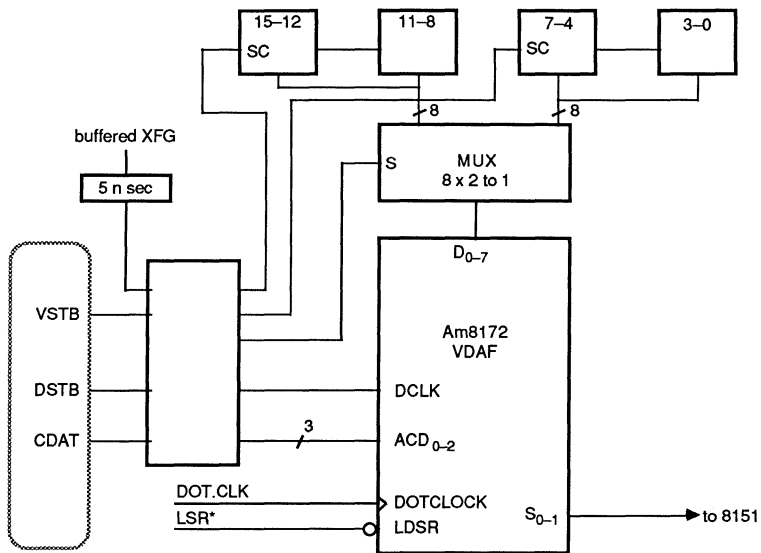 15–12
11–8
7–4
3–0
SC
SC
8
8
buffered XFG
5 n sec
S
MUX
8 x 2 to 1
D0–7
VSTB
Am8172
VDAF
DSTB
DCLK
CDAT
3
ACD0–2
DOT.CLK
DOTCLOCK
LSR*
LDSR
S0–1
to 8151